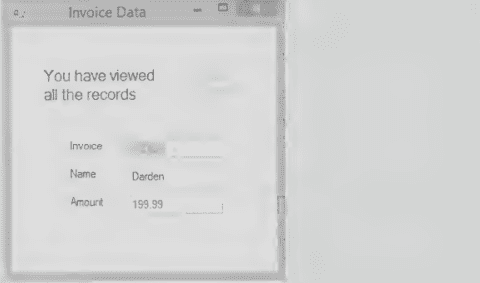 Invoice Data
You have viewed
all the records
Invoice
Name Darden
Amount 199.99